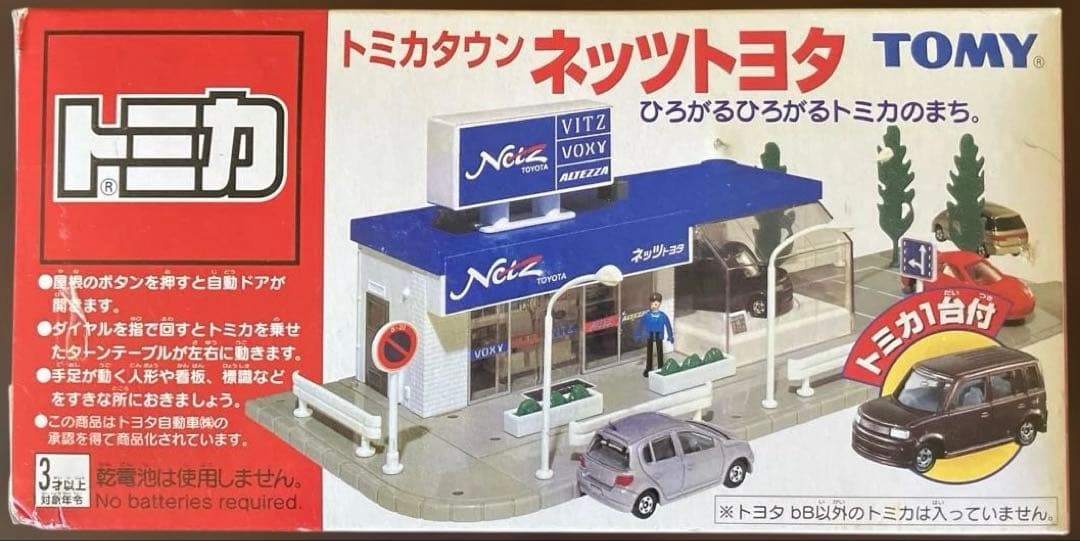 トミカ
®
トミカタウン ネッツトヨタ TOMY®
ひろがるひろがるトミカのまち。
Netz
TOYOTA
VITZ
VOXY
ALTEZZA
Netz
TOYOTA
ネッツトヨタ
VOXY
VITZ
ALTEZZA
●屋根のボタンを押すと自動ドアが
開きます。
●ダイヤルを指で回すとトミカを乗せ
たターンテーブルが左右に動きます。
●手足が動く人形や看板、標識など
をすきな所におきましょう。
●この商品はトヨタ自動車㈱の
承認を得て商品化されています。
3才以上
対象年令
乾電池は使用しません。
No batteries required.
トミカ1台付
※トヨタ bB以外のトミカは入っていません。